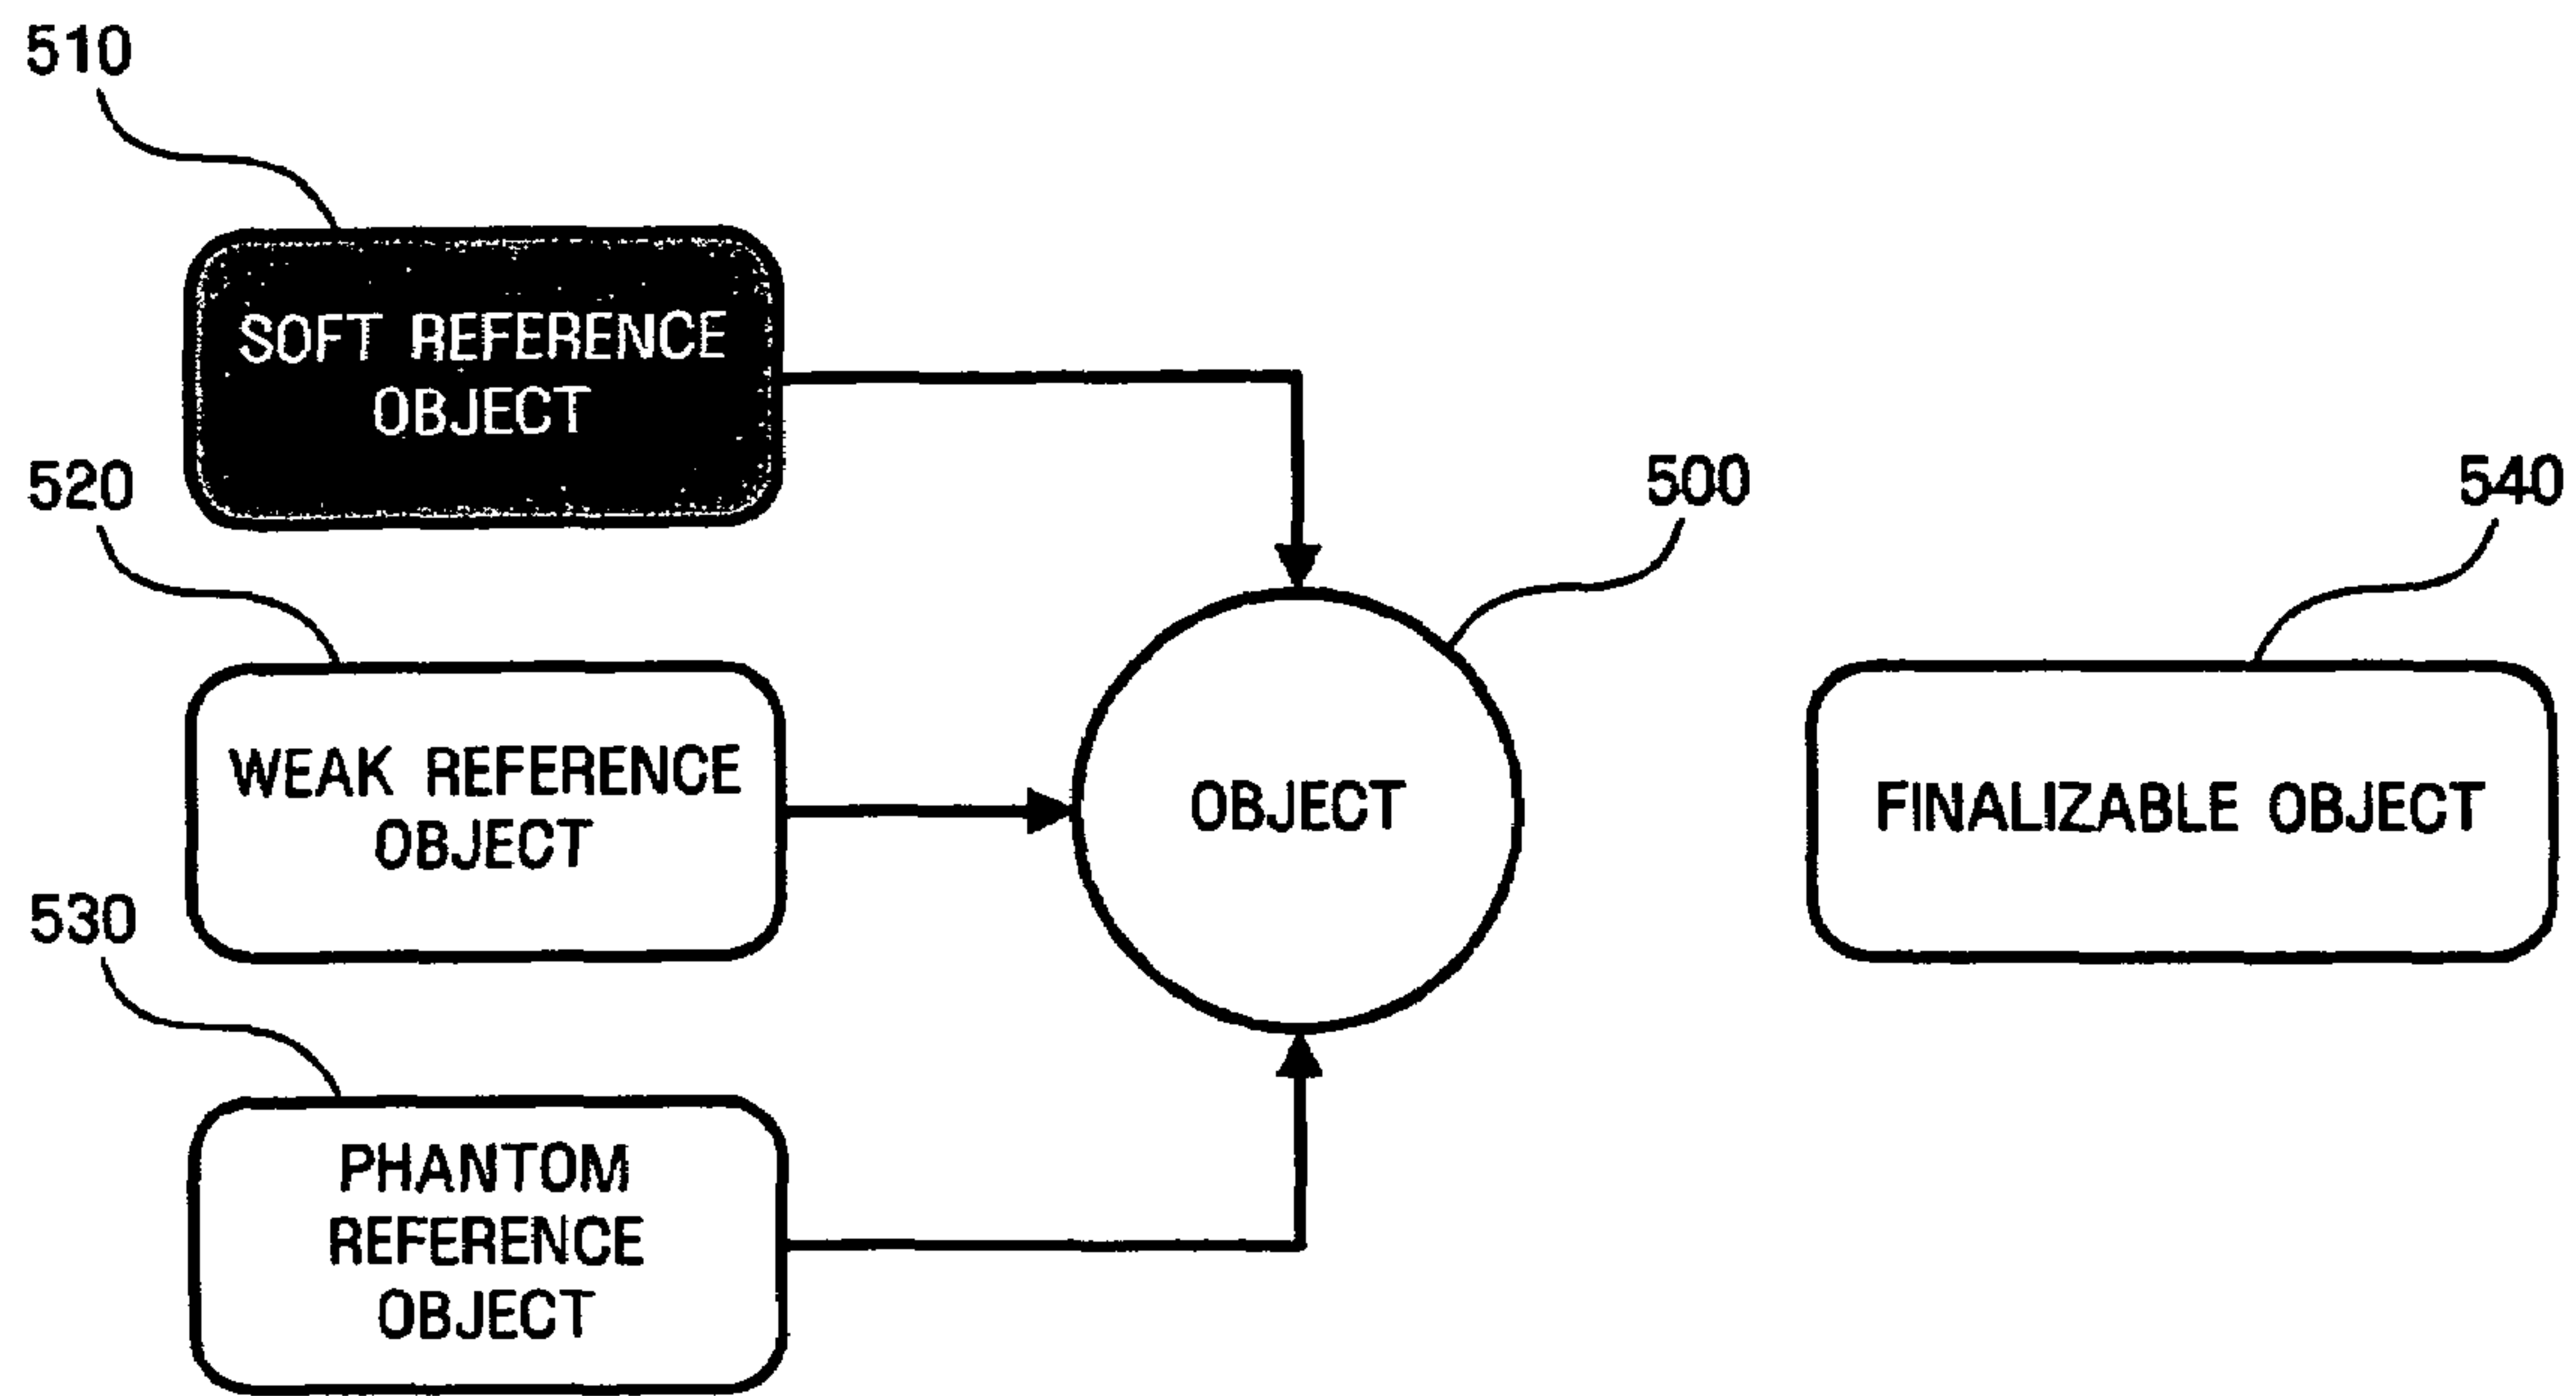 510
SOFT REFERENCE
OBJECT
520
500
540
WEAK REFERENCE
OBJECT
OBJECT
FINALIZABLE OBJECT
530
PHANTOM
REFERENCE
OBJECT